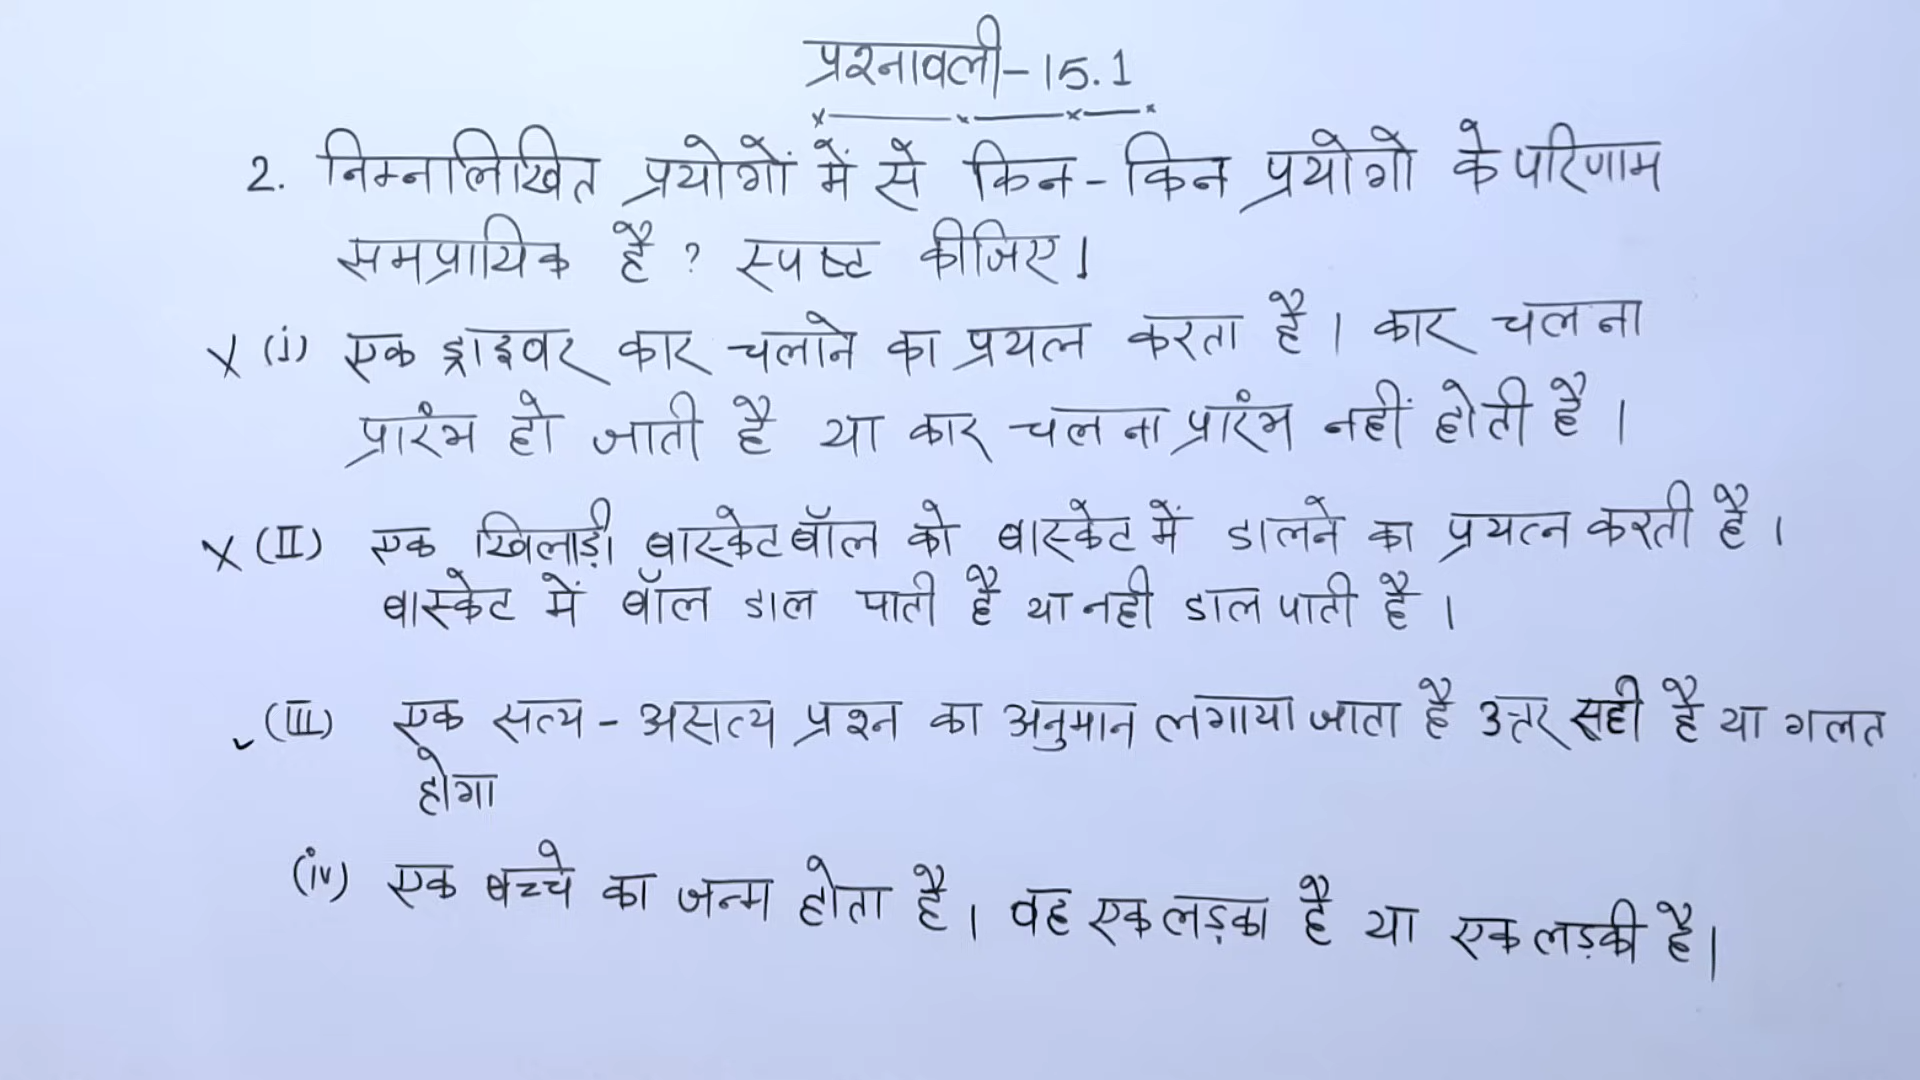 प्रश्नावली-15.1
2. निम्नलिखित प्रयोगों में से किन-किन प्रयोगो के परिणाम
समप्रायिक है ? स्पष्ट कीजिए।
X (i) एक ड्राइवर कार चलाने का प्रयत्न करता है। कार चलना
प्रारंभ हो जाती है या कार चलना प्रारंभ नहीं होती है।
X (II) एक खिलाड़ी बास्केटबॉल को बास्केट में डालने का प्रयत्न करती है।
बास्केट में बॉल डाल पाती है या नही डाल पाती है।
✓ (III) एक सत्य-असत्य प्रश्न का अनुमान लगाया जाता है उत्तर सही है या गलत
होगा
(iv) एक बच्चे का जन्म होता है। वह एक लड़का है या एक लड़की है।